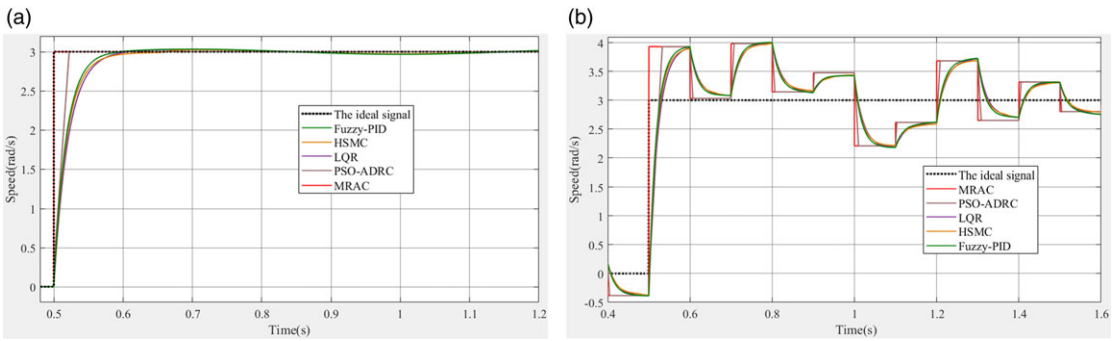 (a)
3
2.5
2
1.5
1
0.5
0
Speed(rad/s)
The ideal signal
Fuzzy-PID
HSMC
LQR
PSO-ADRC
MRAC
0.5 0.6 0.7 0.8 0.9 1 1.1 1.2
Time(s)
(b)
4
3.5
3
2.5
2
1.5
1
0.5
0
-0.5
Speed(rad/s)
The ideal signal
MRAC
PSO-ADRC
LQR
HSMC
Fuzzy-PID
0.4 0.6 0.8 1 1.2 1.4 1.6
Time(s)